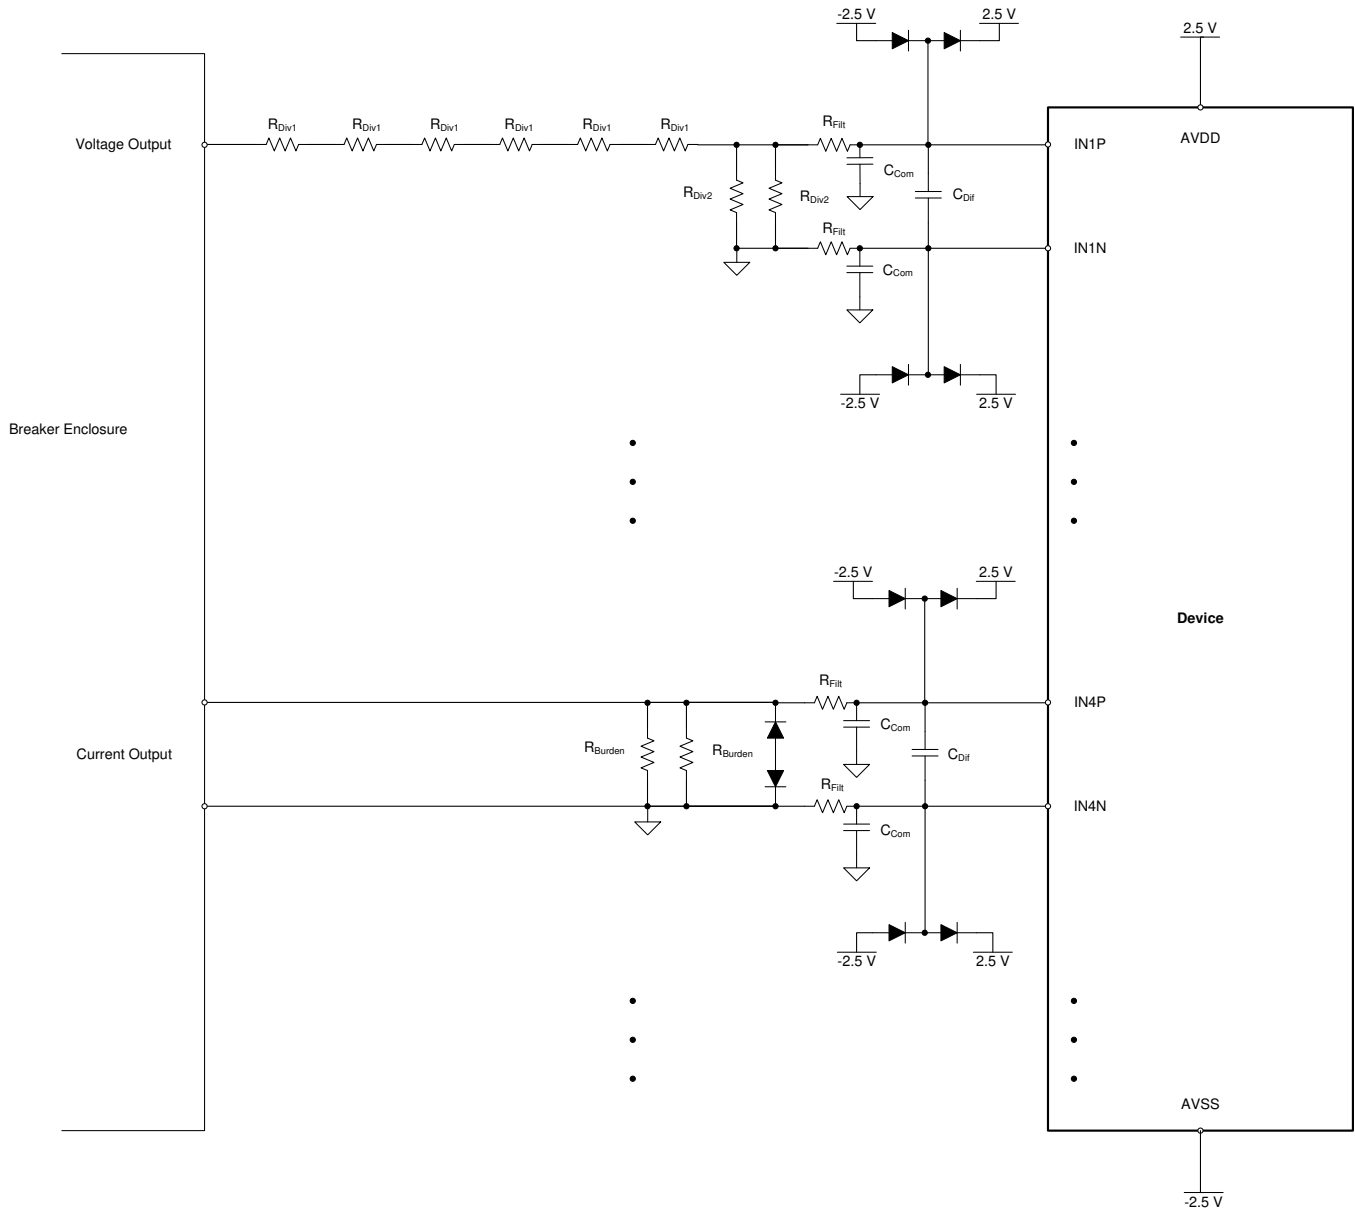 -2.5 V 2.5 V
2.5 V
Voltage Output
RDiv1 RDiv1 RDiv1 RDiv1 RDiv1 RDiv1
RFilt
IN1P
AVDD
CCom
RDiv2
RDiv2
CDif
RFilt
IN1N
CCom
-2.5 V 2.5 V
Breaker Enclosure
-2.5 V 2.5 V
Device
RFilt
IN4P
CCom
RBurden
RBurden
CDif
Current Output
RFilt
IN4N
CCom
-2.5 V 2.5 V
AVSS
-2.5 V